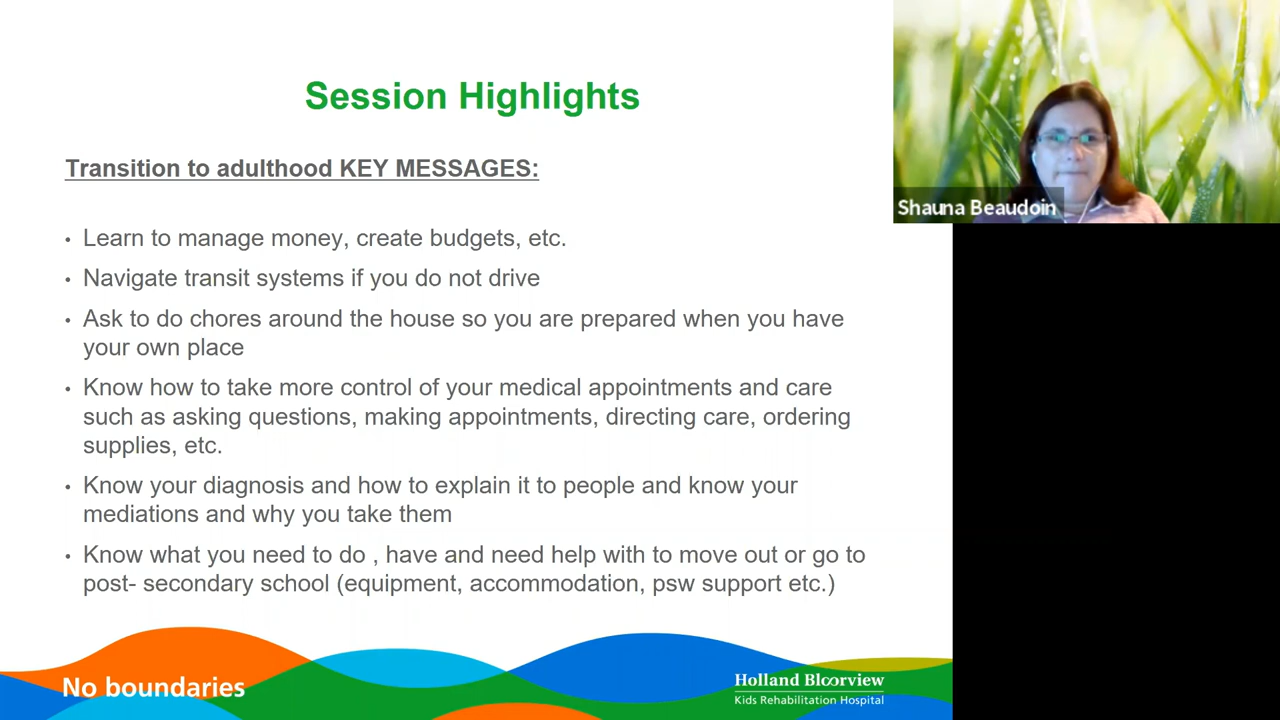 Session Highlights
Transition to adulthood KEY MESSAGES:
• Learn to manage money, create budgets, etc.
• Navigate transit systems if you do not drive
• Ask to do chores around the house so you are prepared when you have
your own place
• Know how to take more control of your medical appointments and care
such as asking questions, making appointments, directing care, ordering
supplies, etc.
• Know your diagnosis and how to explain it to people and know your
mediations and why you take them
• Know what you need to do , have and need help with to move out or go to
post- secondary school (equipment, accommodation, psw support etc.)
No boundaries
Holland Bloorview
Kids Rehabilitation Hospital
Shauna Beaudoin